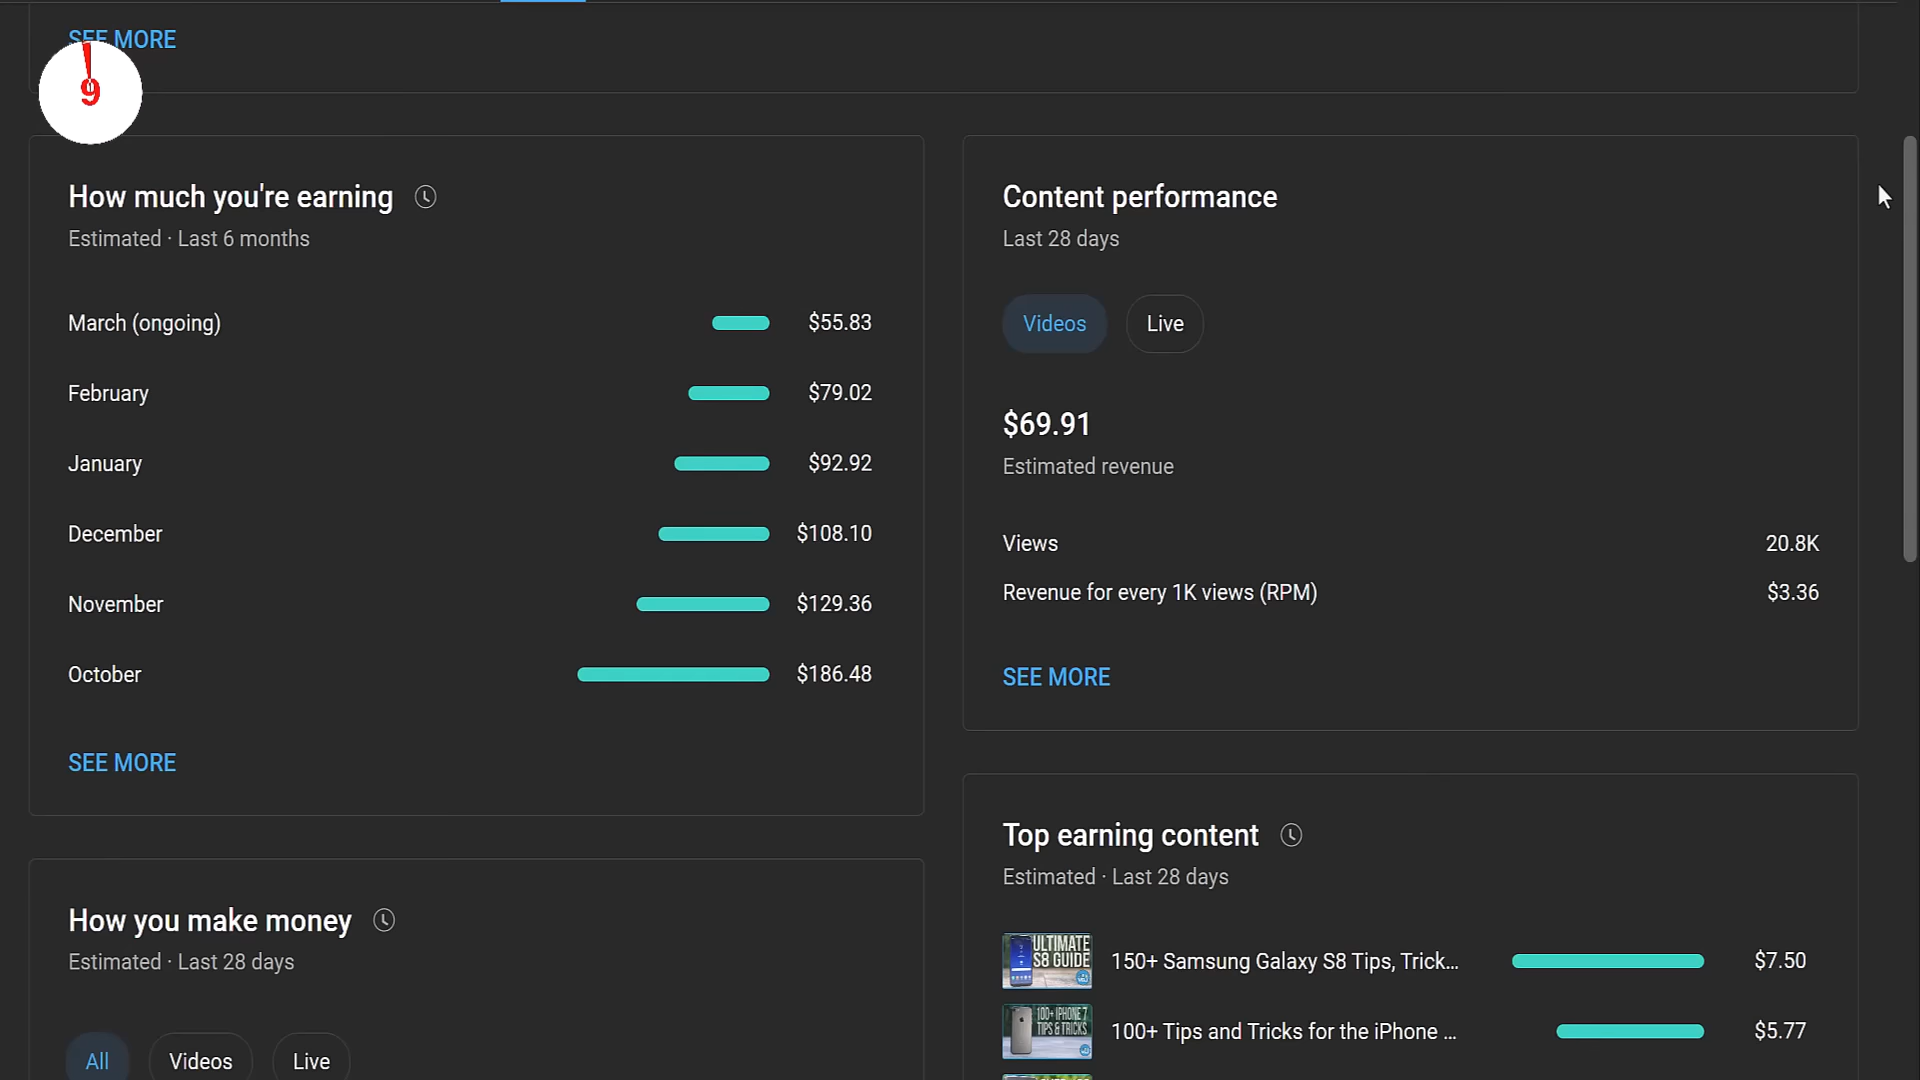 SEE MORE
9
How much you're earning
Estimated · Last 6 months
March (ongoing) $55.83
February $79.02
January $92.92
December $108.10
November $129.36
October $186.48
SEE MORE
How you make money
Estimated · Last 28 days
All Videos Live
Content performance
Last 28 days
Videos Live
$69.91
Estimated revenue
Views 20.8K
Revenue for every 1K views (RPM) $3.36
SEE MORE
Top earning content
Estimated · Last 28 days
ULTIMATE
S8 GUIDE
150+ Samsung Galaxy S8 Tips, Trick... $7.50
100+ IPHONE 7
TIPS & TRICKS
100+ Tips and Tricks for the iPhone ... $5.77